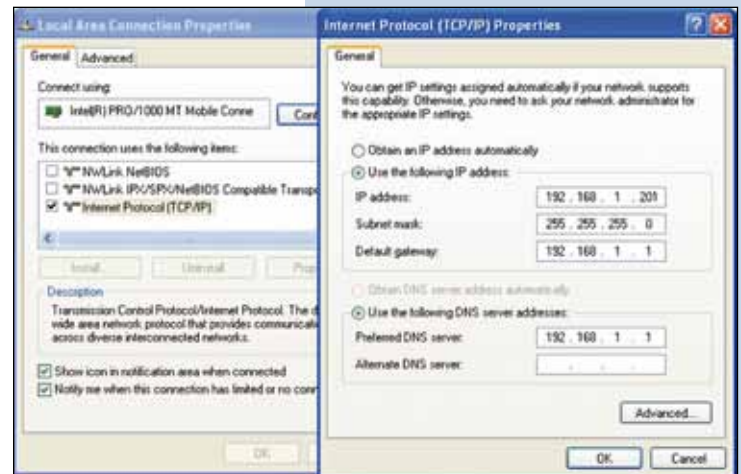 Local Area Connection Properties
General Advanced
Connect using:
Intel(R) PRO/1000 MT Mobile Conne
Conf
This connection uses the following items:
NWLink NetBIOS
NWLink IPX/SPX/NetBIOS Compatible Transpo
Internet Protocol (TCP/IP)
Install... Uninstall Prop
Description
Transmission Control Protocol/Internet Protocol. The d
wide area network protocol that provides communicati
across diverse interconnected networks.
Show icon in notification area when connected
Notify me when this connection has limited or no conn
OK
Internet Protocol (TCP/IP) Properties
General
You can get IP settings assigned automatically if your network supports
this capability. Otherwise, you need to ask your network administrator for
the appropriate IP settings.
Obtain an IP address automatically
Use the following IP address:
IP address: 192 . 168 . 1 . 201
Subnet mask: 255 . 255 . 255 . 0
Default gateway: 192 . 168 . 1 . 1
Obtain DNS server address automatically
Use the following DNS server addresses:
Preferred DNS server: 192 . 168 . 1 . 1
Alternate DNS server: . . .
Advanced...
OK Cancel